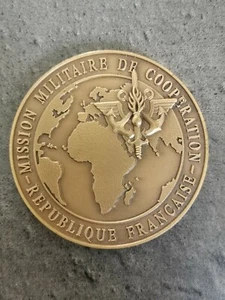 MISSION MILITAIRE DE COOPERATION
REPUBLIQUE FRANCAISE